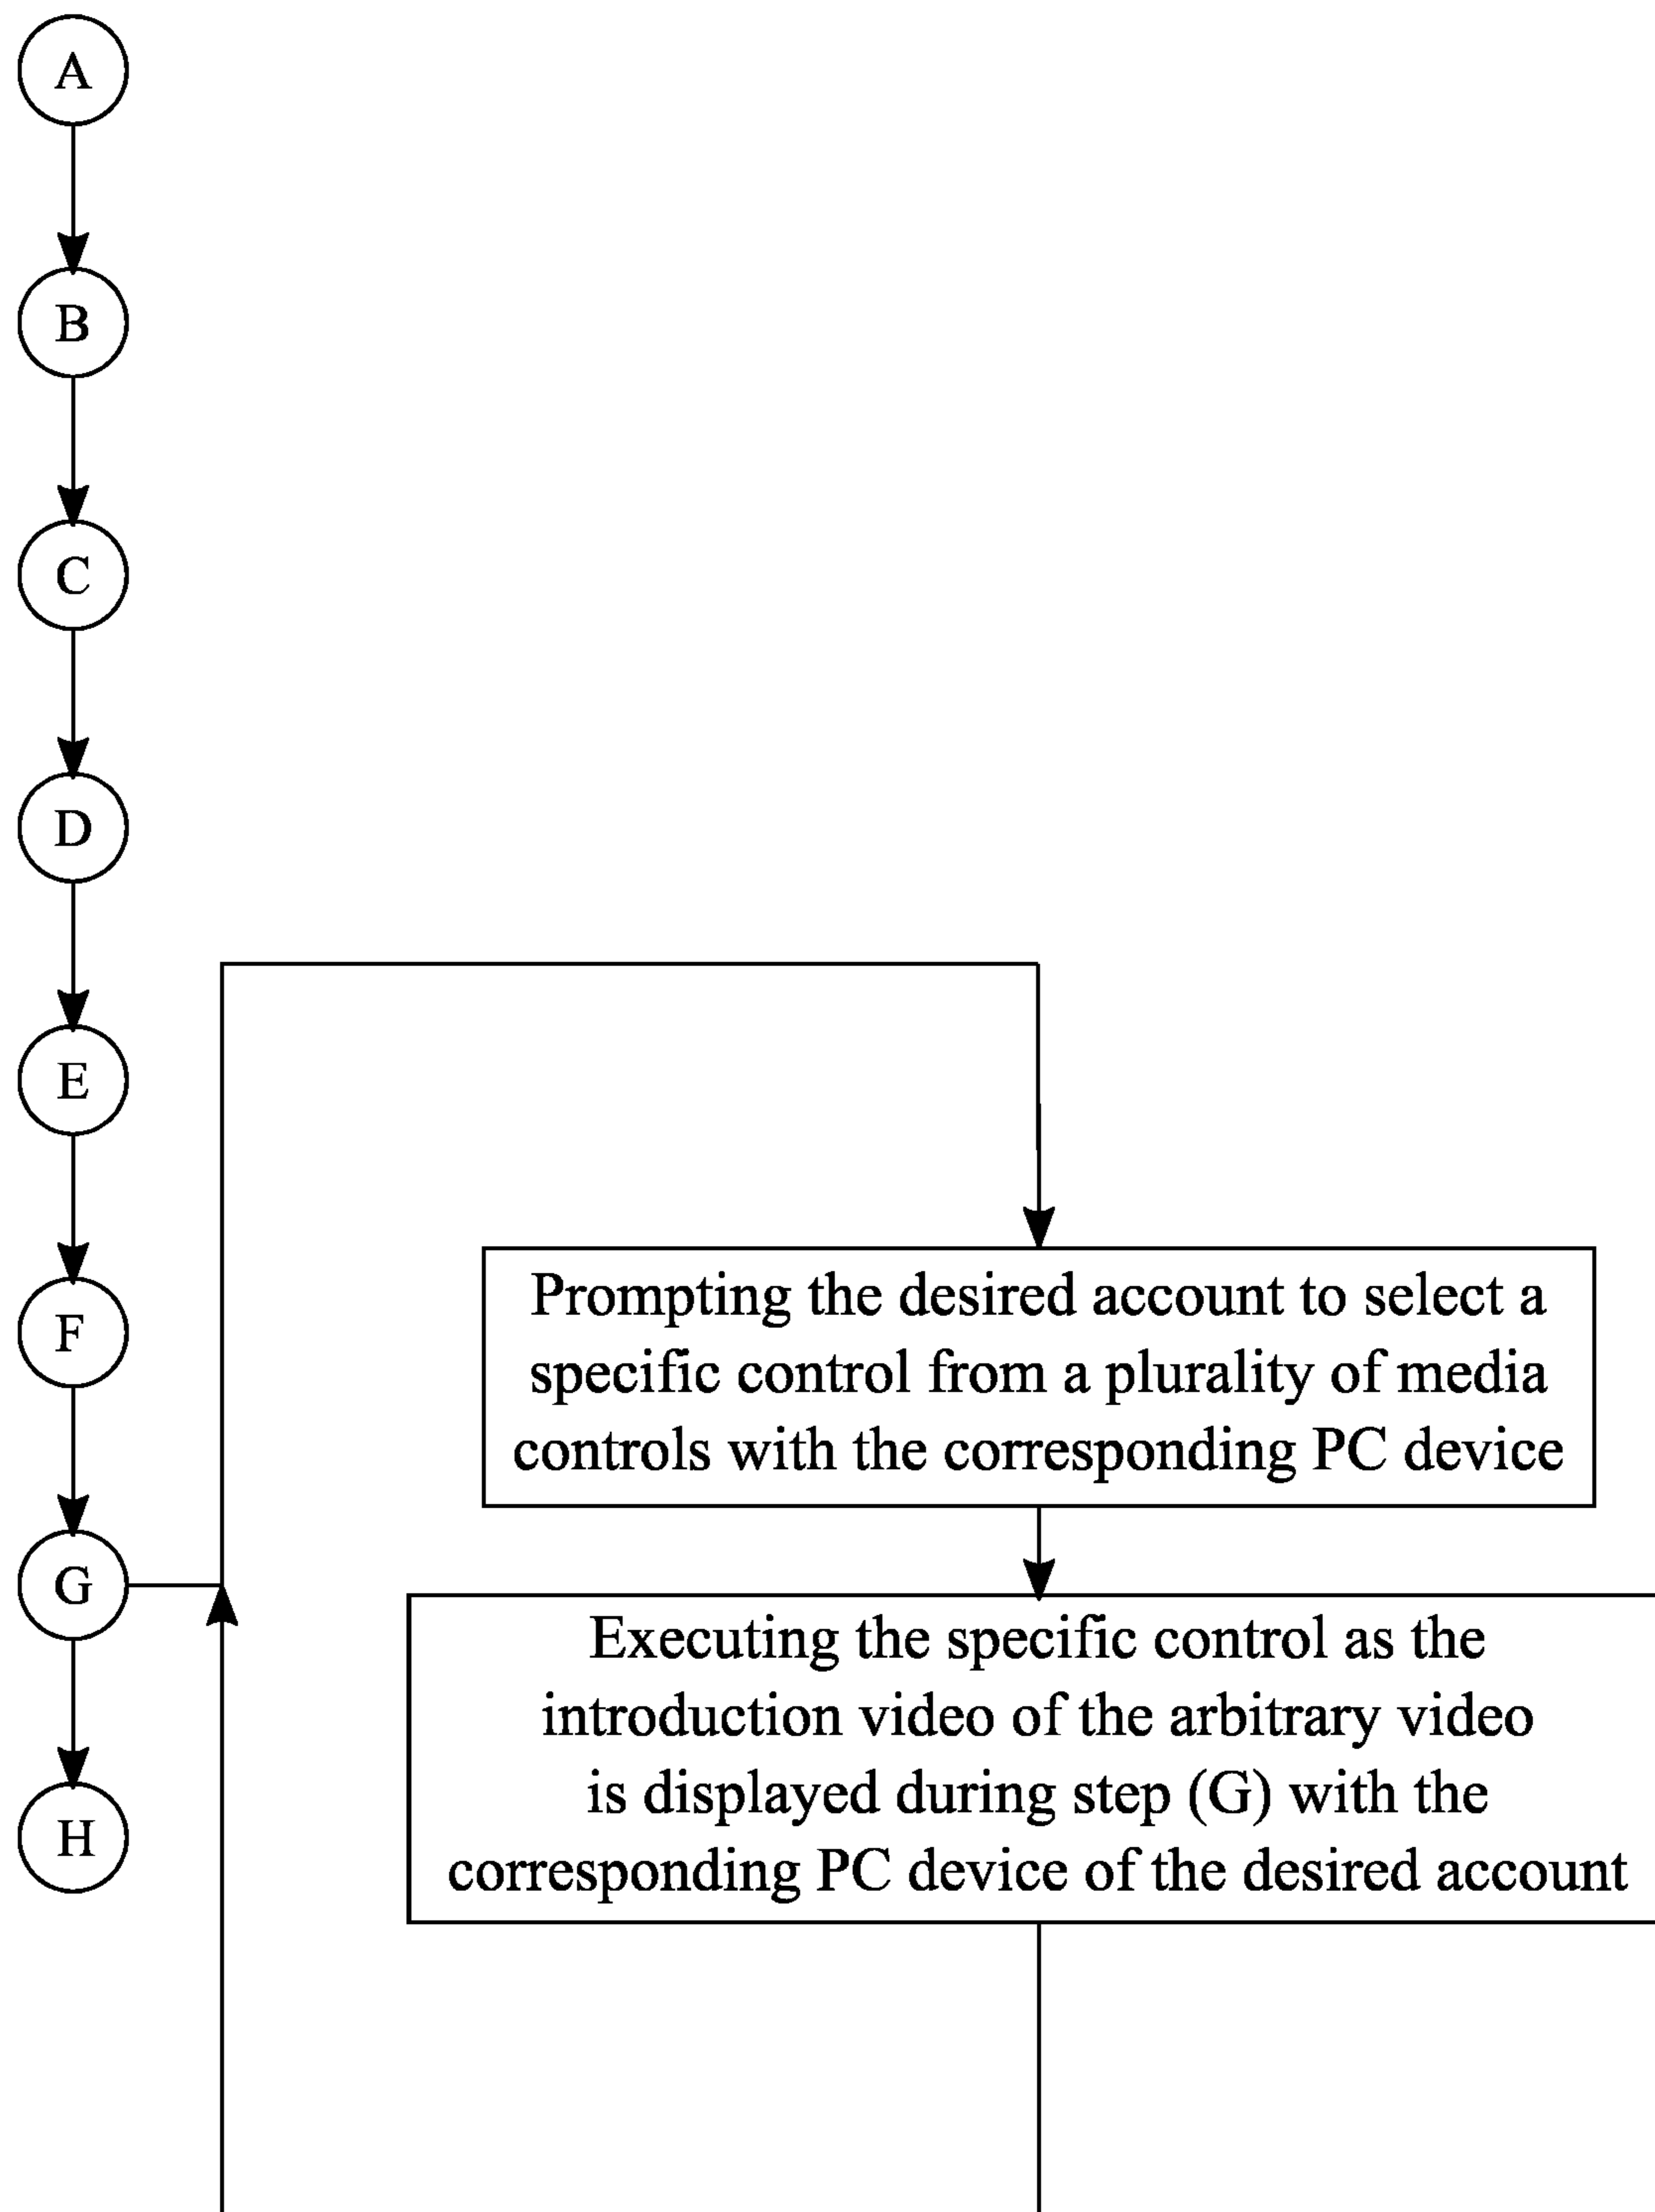 A
B
C
D
E
F
G
H
Prompting the desired account to select a
specific control from a plurality of media
controls with the corresponding PC device
Executing the specific control as the
introduction video of the arbitrary video
is displayed during step (G) with the
corresponding PC device of the desired account